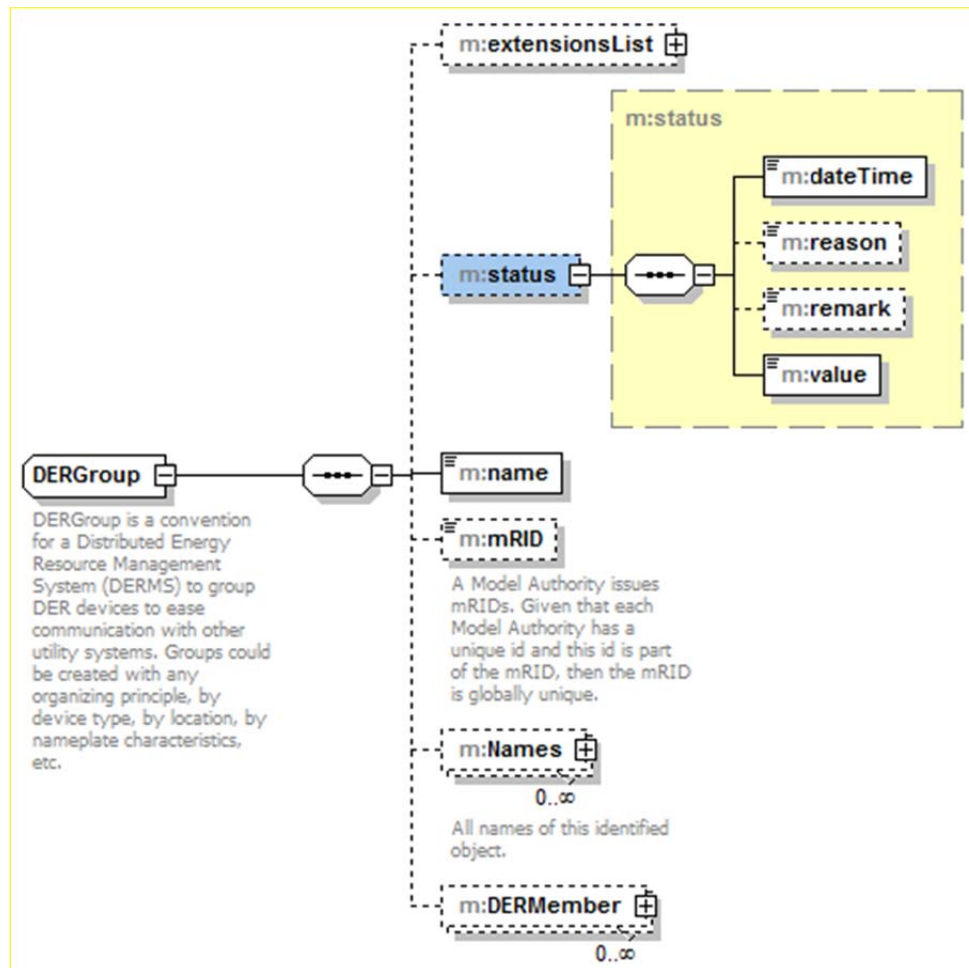 m:extensionsList
m:status
m:dateTime
m:reason
m:status
m:remark
m:value
DERGroup
m:name
DERGroup is a convention
for a Distributed Energy
Resource Management
System (DERMS) to group
DER devices to ease
communication with other
utility systems. Groups could
be created with any
organizing principle, by
device type, by location, by
nameplate characteristics,
etc.
m:mRID
A Model Authority issues
mRIDs. Given that each
Model Authority has a
unique id and this id is part
of the mRID, then the mRID
is globally unique.
m:Names
0..∞
All names of this identified
object.
m:DERMember
0..∞